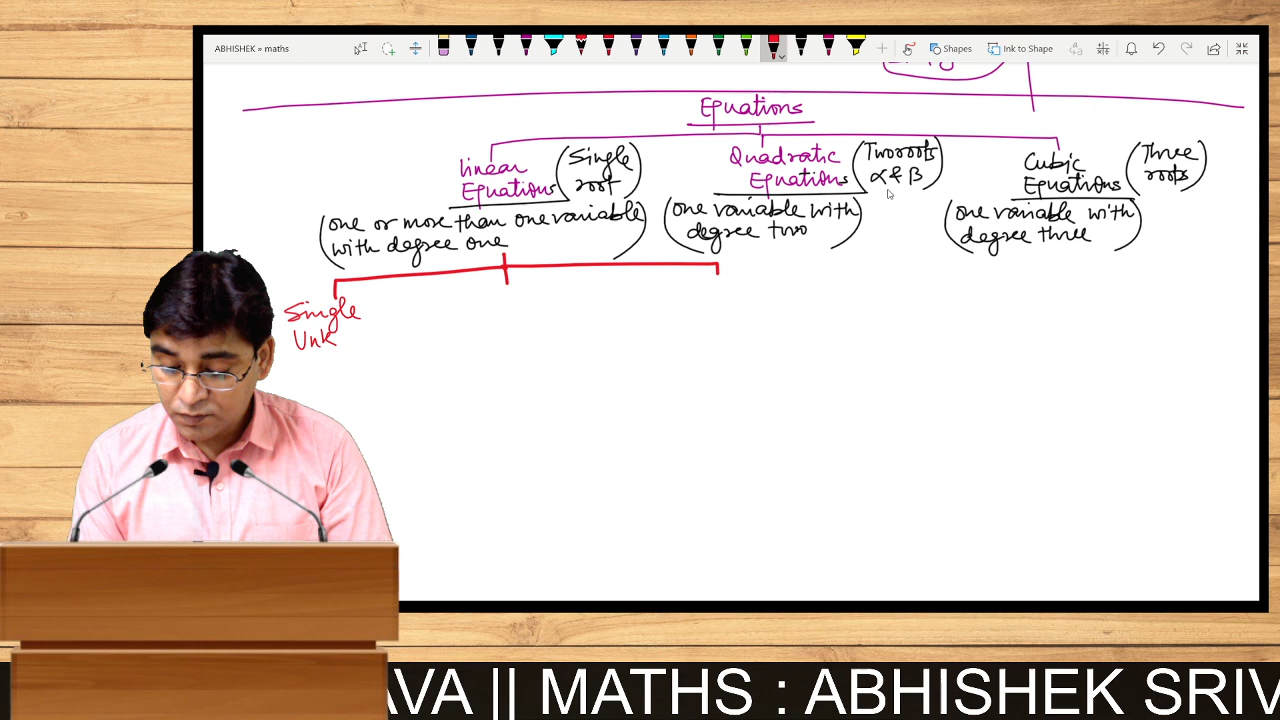 ABHISHEK » maths
Shapes
Ink to Shape
Equations
Linear
Equations
(Single
root)
Quadratic
Equations
(Two roots
α & β)
Cubic
Equations
(Three
roots)
(one or more than one variable
with degree one)
(one variable with
degree two)
(one variable with
degree three)
Single
Unk
AVA || MATHS : ABHISHEK SRIV